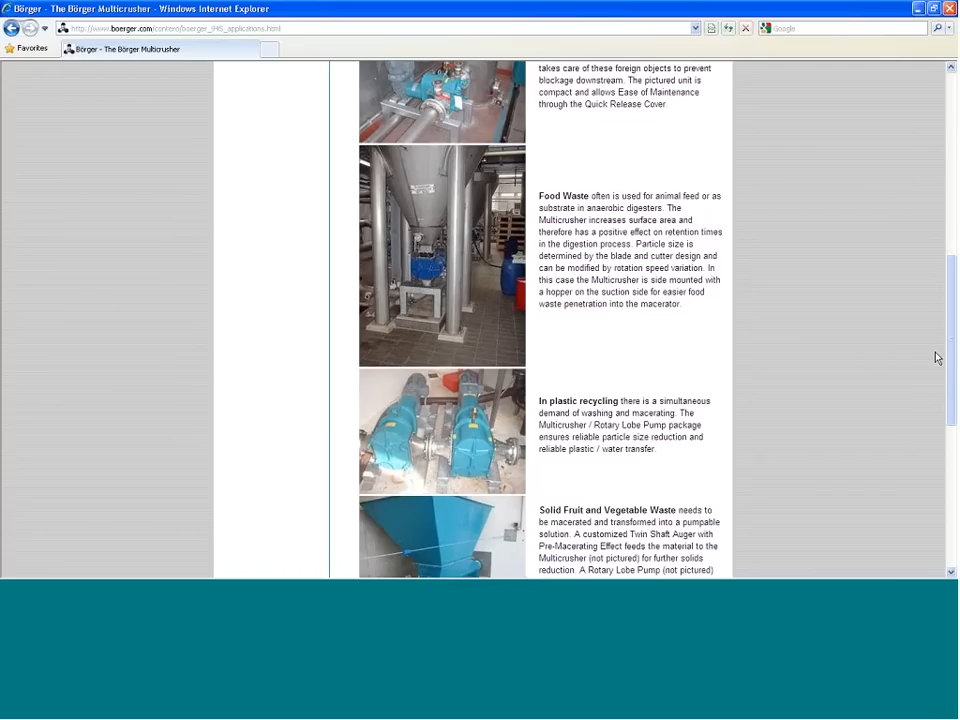 Börger - The Börger Multicrusher - Windows Internet Explorer
http://www.boerger.com/contero/boerger_IHS_applications.html
Google
Favorites
Börger - The Börger Multicrusher
takes care of these foreign objects to prevent
blockage downstream. The pictured unit is
compact and allows Ease of Maintenance
through the Quick Release Cover.
Food Waste often is used for animal feed or as
substrate in anaerobic digesters. The
Multicrusher increases surface area and
therefore has a positive effect on retention times
in the digestion process. Particle size is
determined by the blade and cutter design and
can be modified by rotation speed variation. In
this case the Multicrusher is side mounted with
a hopper on the suction side for easier food
waste penetration into the macerator.
In plastic recycling there is a simultaneous
demand of washing and macerating. The
Multicrusher / Rotary Lobe Pump package
ensures reliable particle size reduction and
reliable plastic / water transfer.
Solid Fruit and Vegetable Waste needs to
be macerated and transformed into a pumpable
solution. A customized Twin Shaft Auger with
Pre-Macerating Effect feeds the material to the
Multicrusher (not pictured) for further solids
reduction. A Rotary Lobe Pump (not pictured)